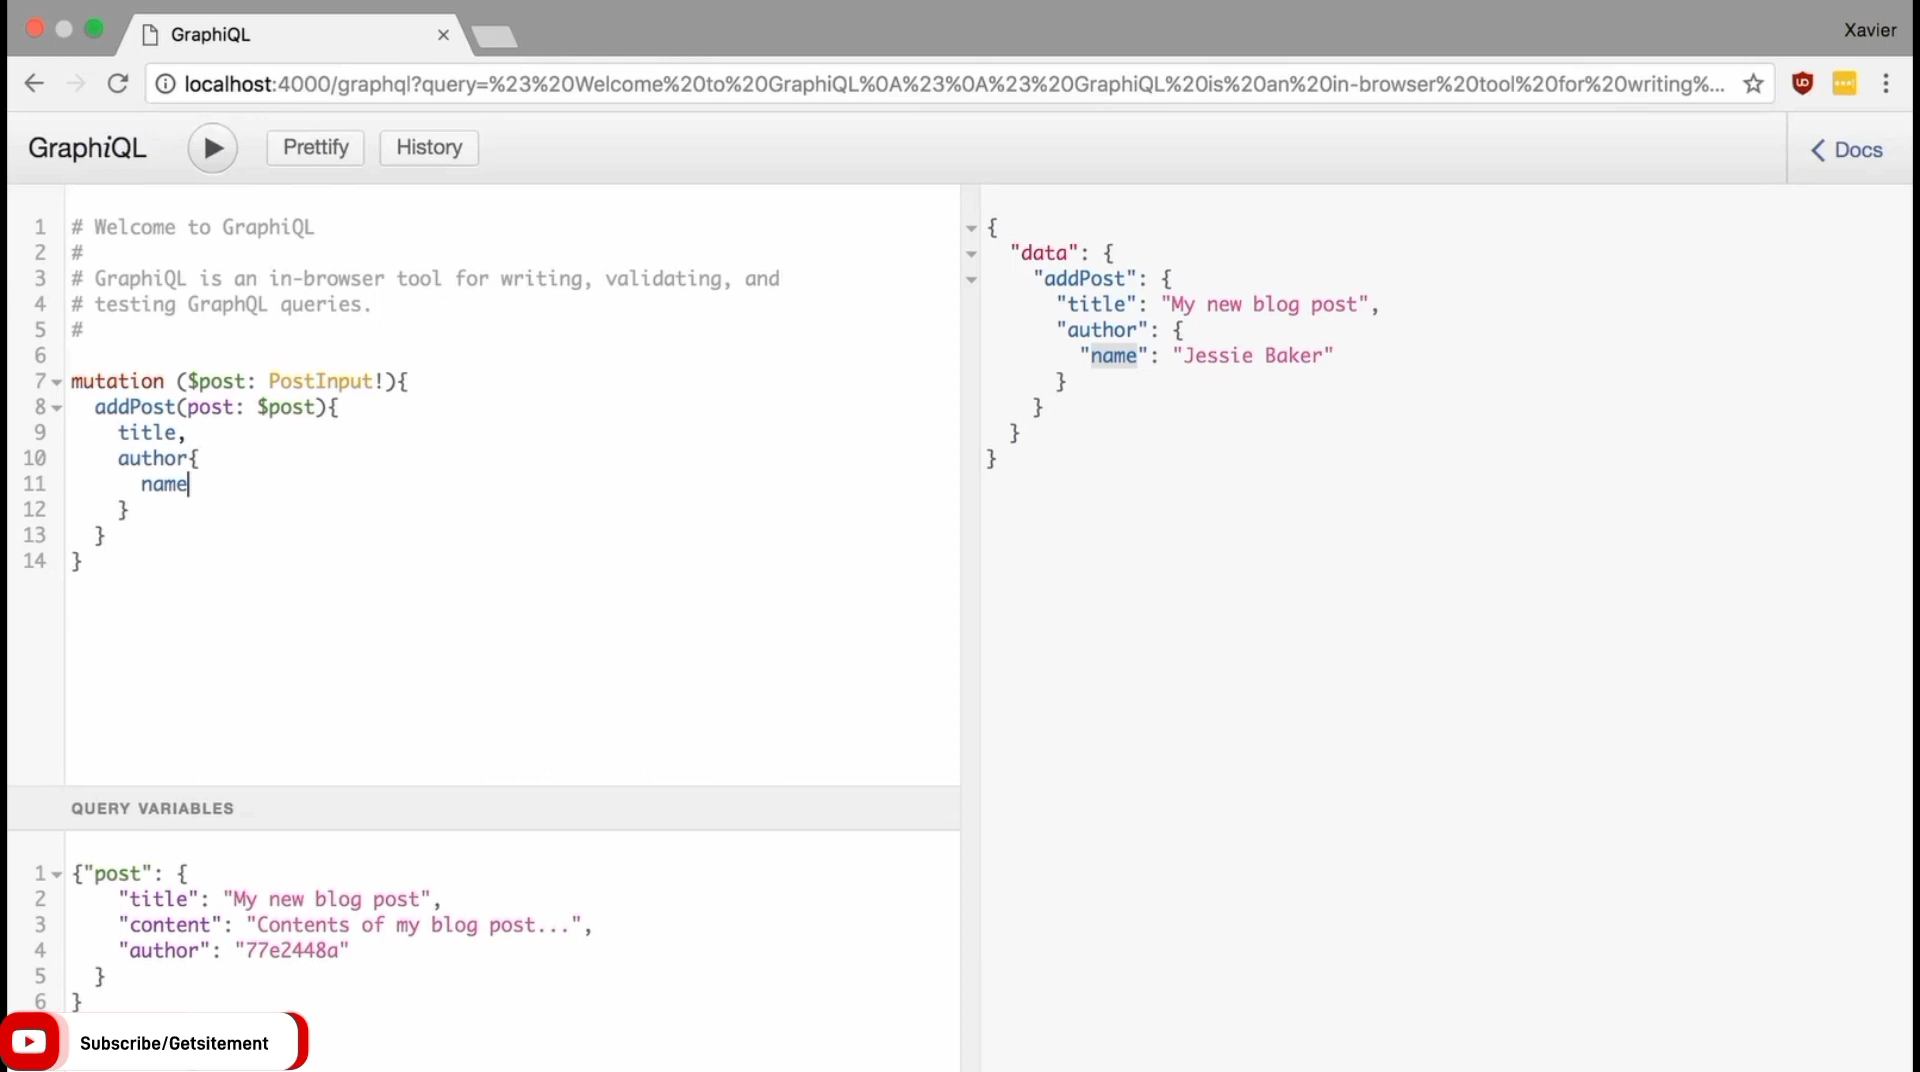 GraphiQL
Xavier
localhost:4000/graphql?query=%23%20Welcome%20to%20GraphiQL%0A%23%0A%23%20GraphiQL%20is%20an%20in-browser%20tool%20for%20writing%...
GraphiQL
Prettify
History
Docs
1 # Welcome to GraphiQL
2 #
3 # GraphiQL is an in-browser tool for writing, validating, and
4 # testing GraphQL queries.
5 #
6
7 mutation ($post: PostInput!){
8 addPost(post: $post){
9 title,
10 author{
11 name
12 }
13 }
14 }
{
"data": {
"addPost": {
"title": "My new blog post",
"author": {
"name": "Jessie Baker"
}
}
}
}
QUERY VARIABLES
1 {"post": {
2 "title": "My new blog post",
3 "content": "Contents of my blog post...",
4 "author": "77e2448a"
5 }
6 }
Subscribe/Getsitement